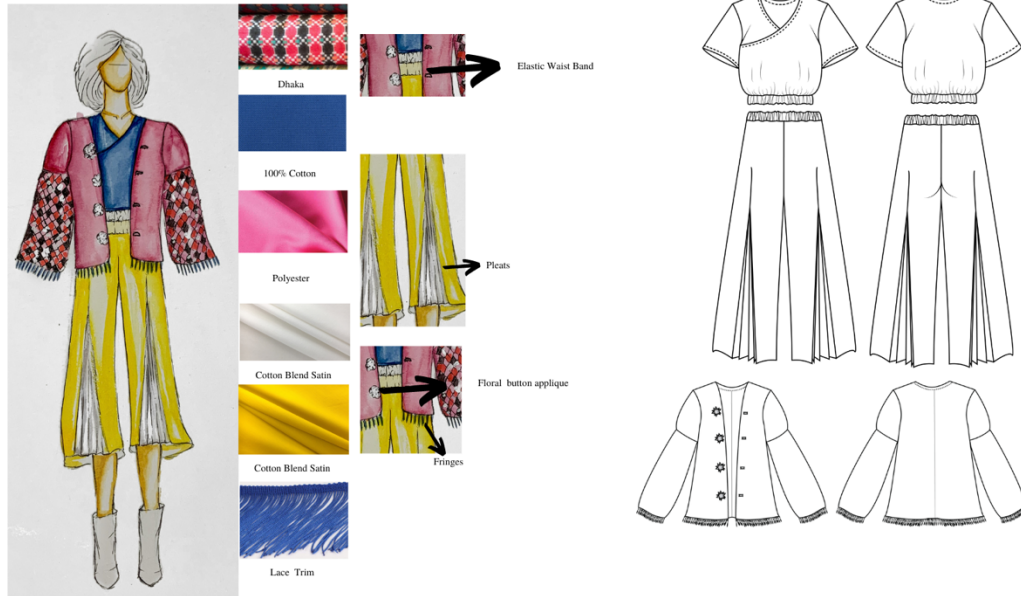 Dhaka
100% Cotton
Polyester
Cotton Blend Satin
Cotton Blend Satin
Lace Trim
Elastic Waist Band
Pleats
Floral button applique
Fringes